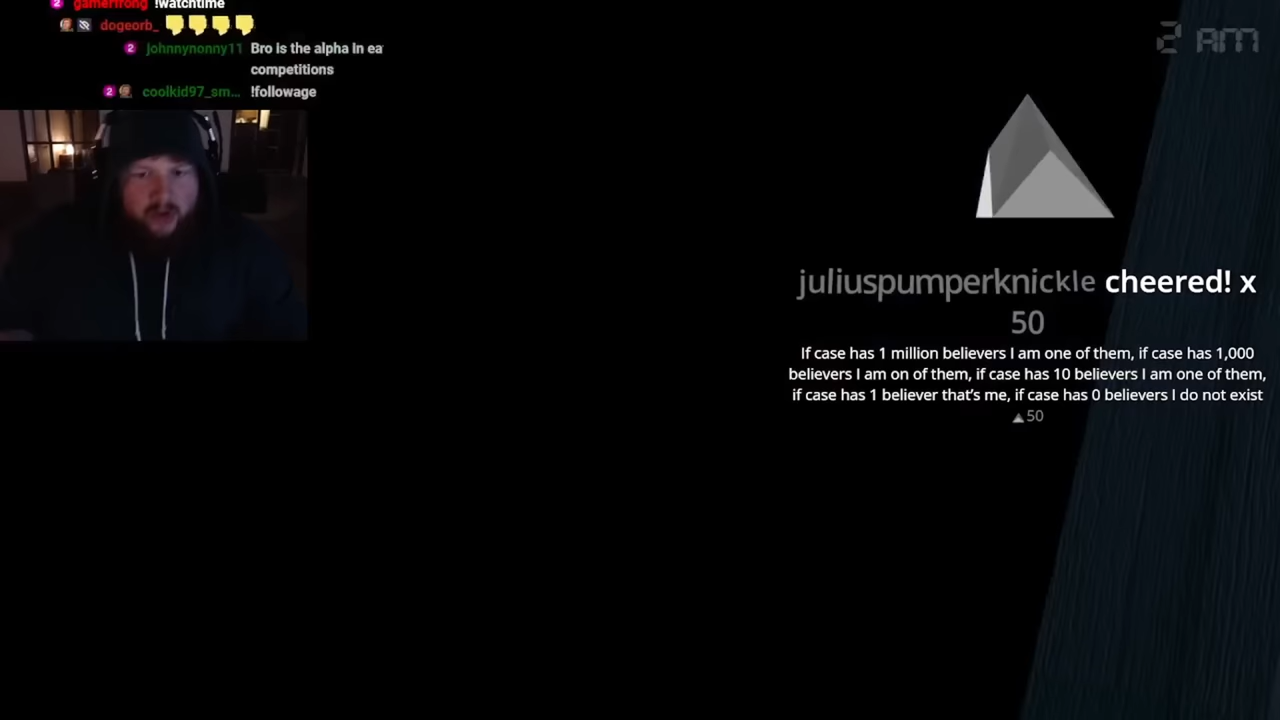 gamerfrong !watchtime
dogeorb_
johnnynonny11 Bro is the alpha in ea
competitions
coolkid97_sm... !followage
2 AM
juliuspumperknickle cheered! x
50
If case has 1 million believers I am one of them, if case has 1,000
believers I am on of them, if case has 10 believers I am one of them,
if case has 1 believer that's me, if case has 0 believers I do not exist
50